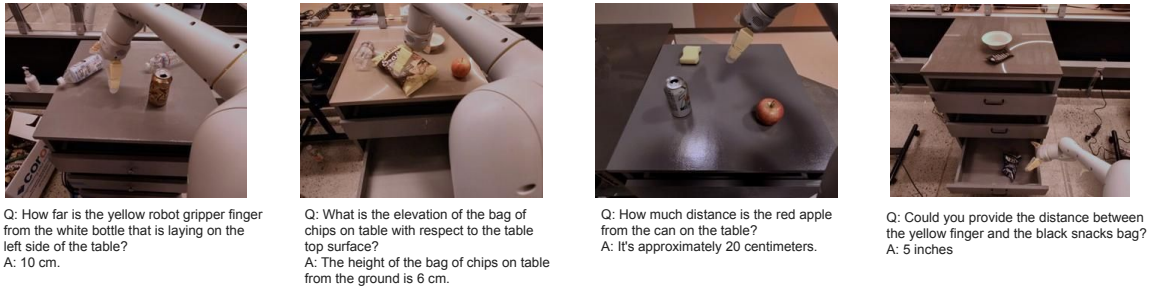 Q: How far is the yellow robot gripper finger
from the white bottle that is laying on the
left side of the table?
A: 10 cm.
Q: What is the elevation of the bag of
chips on table with respect to the table
top surface?
A: The height of the bag of chips on table
from the ground is 6 cm.
Q: How much distance is the red apple
from the can on the table?
A: It's approximately 20 centimeters.
Q: Could you provide the distance between
the yellow finger and the black snacks bag?
A: 5 inches